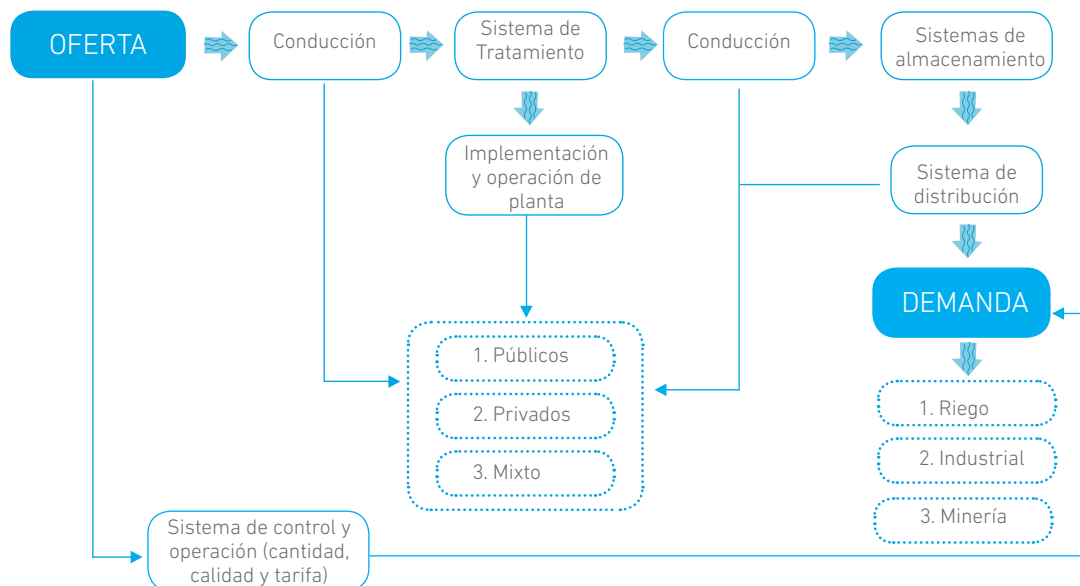 OFERTA
Conducción
Sistema de
Tratamiento
Conducción
Sistemas de
almacenamiento
Implementación
y operación de
planta
Sistema de
distribución
DEMANDA
1. Públicos
2. Privados
3. Mixto
1. Riego
2. Industrial
3. Minería
Sistema de control y
operación (cantidad,
calidad y tarifa)